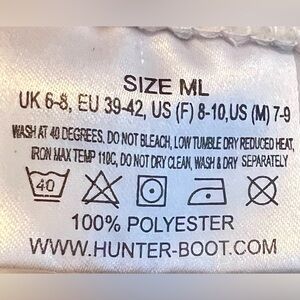 SIZE ML
UK 6-8, EU 39-42, US (F) 8-10,US (M) 7-9
WASH AT 40 DEGREES, DO NOT BLEACH, LOW TUMBLE DRY REDUCED HEAT,
IRON MAX TEMP 110C, DO NOT DRY CLEAN, WASH & DRY SEPARATELY
40
100% POLYESTER
WWW.HUNTER-BOOT.COM